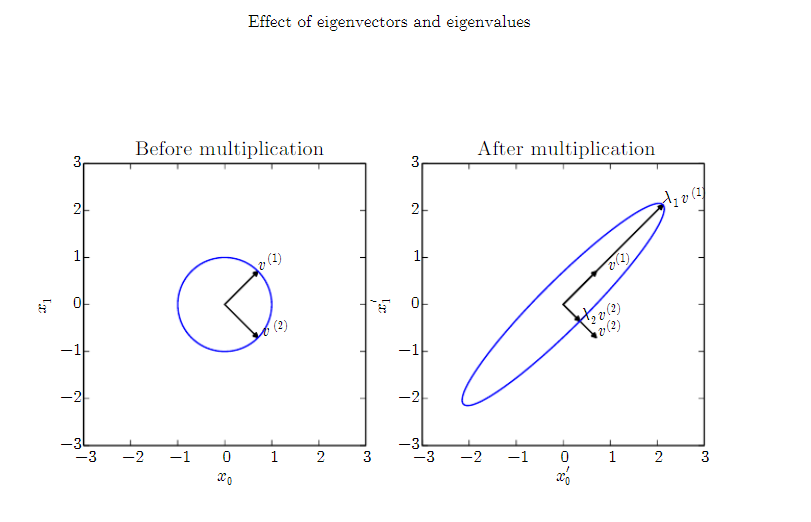 Effect of eigenvectors and eigenvalues
Before multiplication
After multiplication
3
2
1
0
−1
−2
−3
x₁
v⁽¹⁾
v⁽²⁾
−3 −2 −1 0 1 2 3
x₀
3
2
1
0
−1
−2
−3
x′₁
λ₁v⁽¹⁾
v⁽¹⁾
λ₂v⁽²⁾
v⁽²⁾
−3 −2 −1 0 1 2 3
x′₀